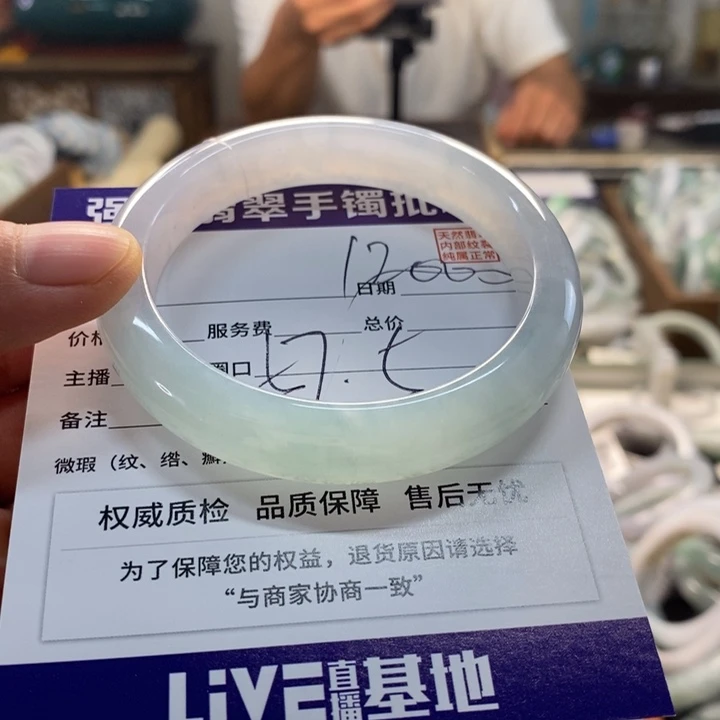 强 翡翠手镯批
天然翡
内部纹裂
纯属正常
12000
日期
价格 服务费 总价
主播 圈口 57.5
备注
微瑕（纹、绺、癣
权威质检 品质保障 售后无忧
为了保障您的权益，退货原因请选择
“与商家协商一致”
LiVE直播基地